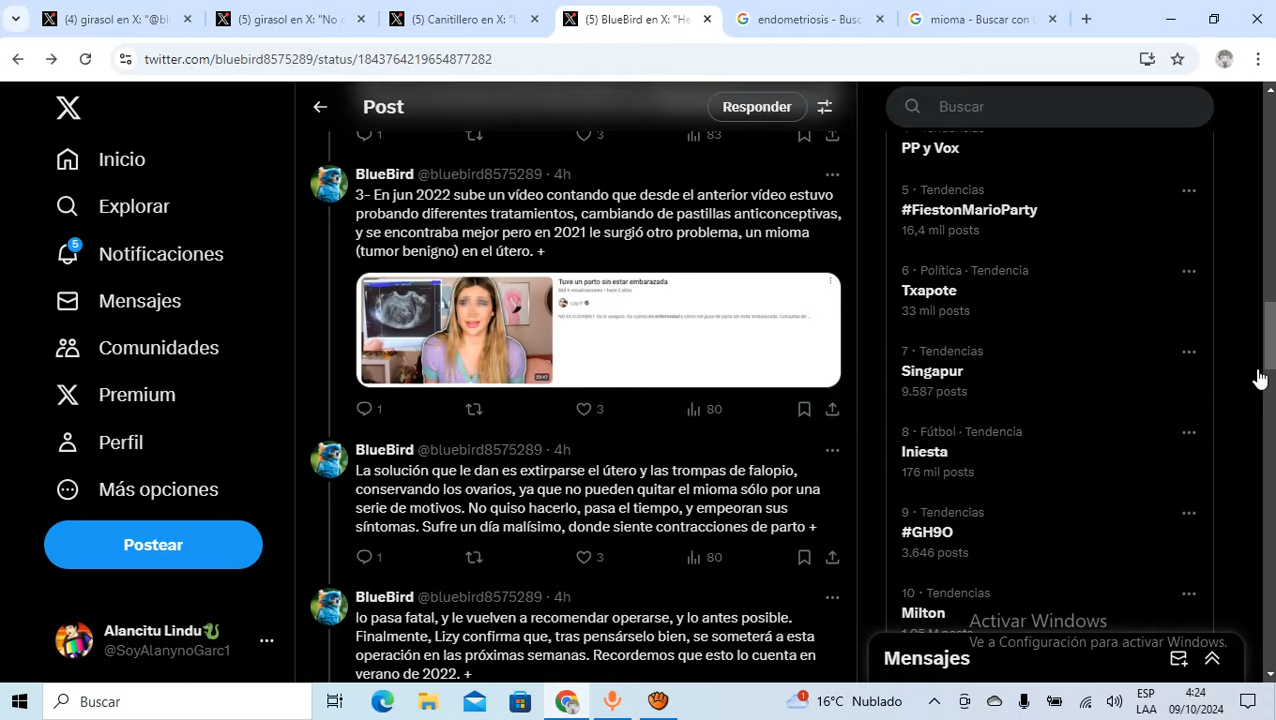 (4) girasol en X: "@bl
(5) girasol en X: "No
(5) Canitillero en X: "
(5) BlueBird en X: "He
endometriosis - Busc
mioma - Buscar con
twitter.com/bluebird8575289/status/1843764219654877282
Post
Responder
Buscar
Inicio
Explorar
5
Notificaciones
Mensajes
Comunidades
Premium
Perfil
Más opciones
Postear
Alancitu Lindu
@SoyAlanynoGarc1
1
3
83
BlueBird @bluebird8575289 · 4h
3- En jun 2022 sube un vídeo contando que desde el anterior vídeo estuvo
probando diferentes tratamientos, cambiando de pastillas anticonceptivas,
y se encontraba mejor pero en 2021 le surgió otro problema, un mioma
(tumor benigno) en el útero. +
Tuve un parto sin estar embarazada
Lizy P
1
3
80
BlueBird @bluebird8575289 · 4h
La solución que le dan es extirparse el útero y las trompas de falopio,
conservando los ovarios, ya que no pueden quitar el mioma sólo por una
serie de motivos. No quiso hacerlo, pasa el tiempo, y empeoran sus
síntomas. Sufre un día malísimo, donde siente contracciones de parto +
1
3
80
BlueBird @bluebird8575289 · 4h
lo pasa fatal, y le vuelven a recomendar operarse, y lo antes posible.
Finalmente, Lizy confirma que, tras pensárselo bien, se someterá a esta
operación en las próximas semanas. Recordemos que esto lo cuenta en
verano de 2022. +
PP y Vox
5 · Tendencias
#FiestonMarioParty
16,4 mil posts
6 · Política · Tendencia
Txapote
33 mil posts
7 · Tendencias
Singapur
9.587 posts
8 · Fútbol · Tendencia
Iniesta
176 mil posts
9 · Tendencias
#GH9O
3.646 posts
10 · Tendencias
Milton
Activar Windows
Ve a Configuración para activar Windows.
Mensajes
Buscar
1
16°C Nublado
ESP
LAA
4:24
09/10/2024